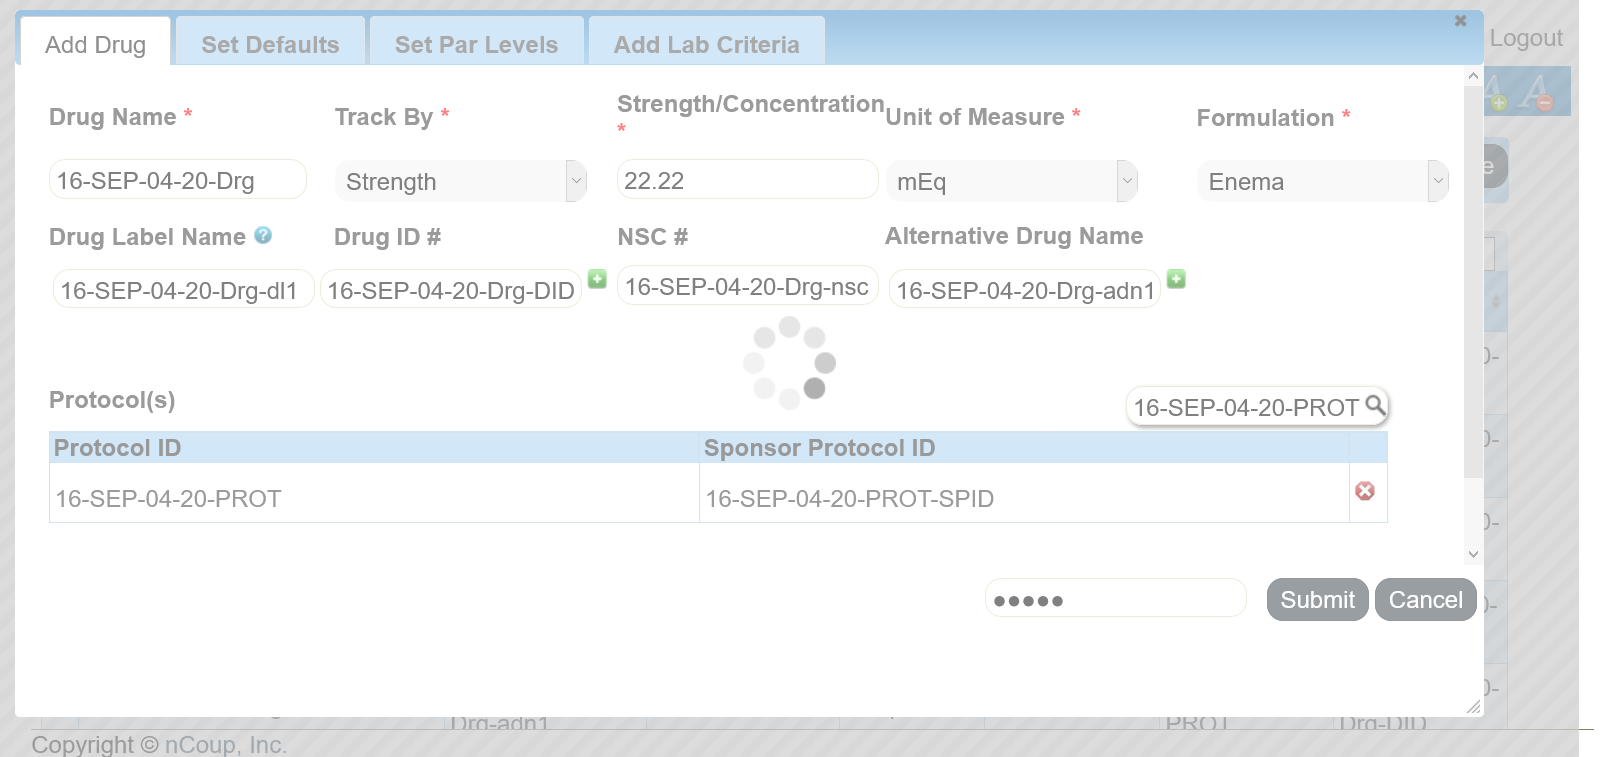 Add Drug Set Defaults Set Par Levels Add Lab Criteria
Logout
Drug Name * Track By * Strength/Concentration * Unit of Measure * Formulation *
16-SEP-04-20-Drg Strength 22.22 mEq Enema
Drug Label Name Drug ID # NSC # Alternative Drug Name
16-SEP-04-20-Drg-dl1 16-SEP-04-20-Drg-DID 16-SEP-04-20-Drg-nsc 16-SEP-04-20-Drg-adn1
Protocol(s) 16-SEP-04-20-PROT
Protocol ID Sponsor Protocol ID
16-SEP-04-20-PROT 16-SEP-04-20-PROT-SPID
●●●●● Submit Cancel
Drg-adn1 PROT Drg-DID
Copyright © nCoup, Inc.